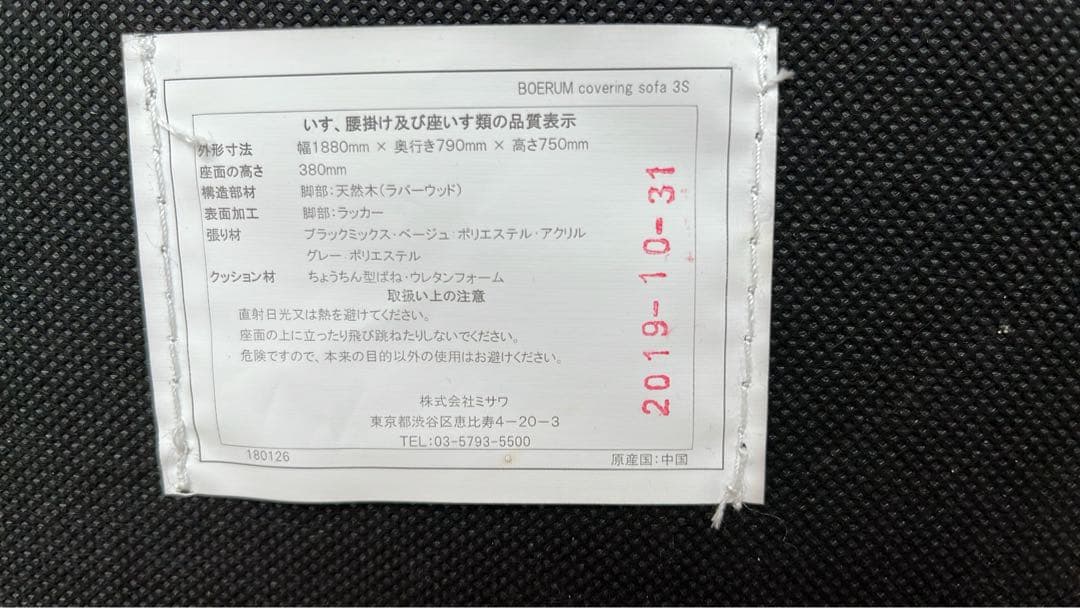 BOERUM covering sofa 3S
いす、腰掛け及び座いす類の品質表示
外形寸法 幅1880mm × 奥行き790mm × 高さ750mm
座面の高さ 380mm
構造部材 脚部:天然木(ラバーウッド)
表面加工 脚部:ラッカー
張り材 ブラックミックス・ベージュ:ポリエステル・アクリル
グレー:ポリエステル
クッション材 ちょうちん型ばね・ウレタンフォーム
取扱い上の注意
直射日光又は熱を避けてください。
座面の上に立ったり飛び跳ねたりしないでください。
危険ですので、本来の目的以外の使用はお避けください。
株式会社ミサワ
東京都渋谷区恵比寿4-20-3
TEL:03-5793-5500
180126 原産国:中国
2019-10-31